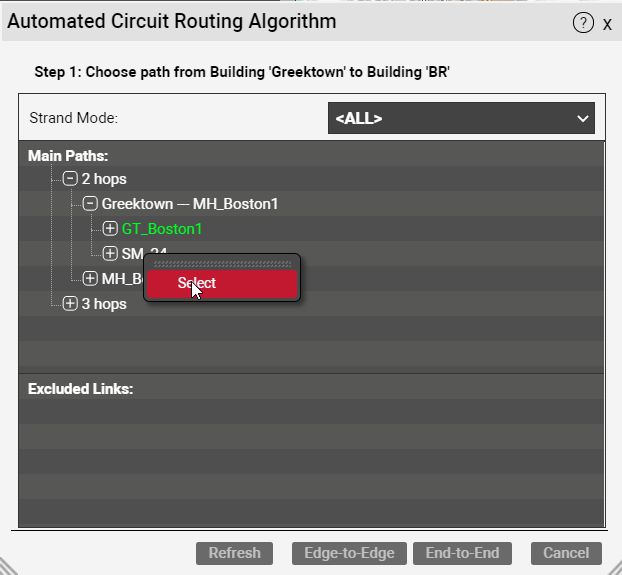 Automated Circuit Routing Algorithm ? x
Step 1: Choose path from Building 'Greektown' to Building 'BR'
Strand Mode: <ALL>
Main Paths:
2 hops
Greektown — MH_Boston1
GT_Boston1
SM_24
MH_B
Select
3 hops
Excluded Links:
Refresh Edge-to-Edge End-to-End Cancel